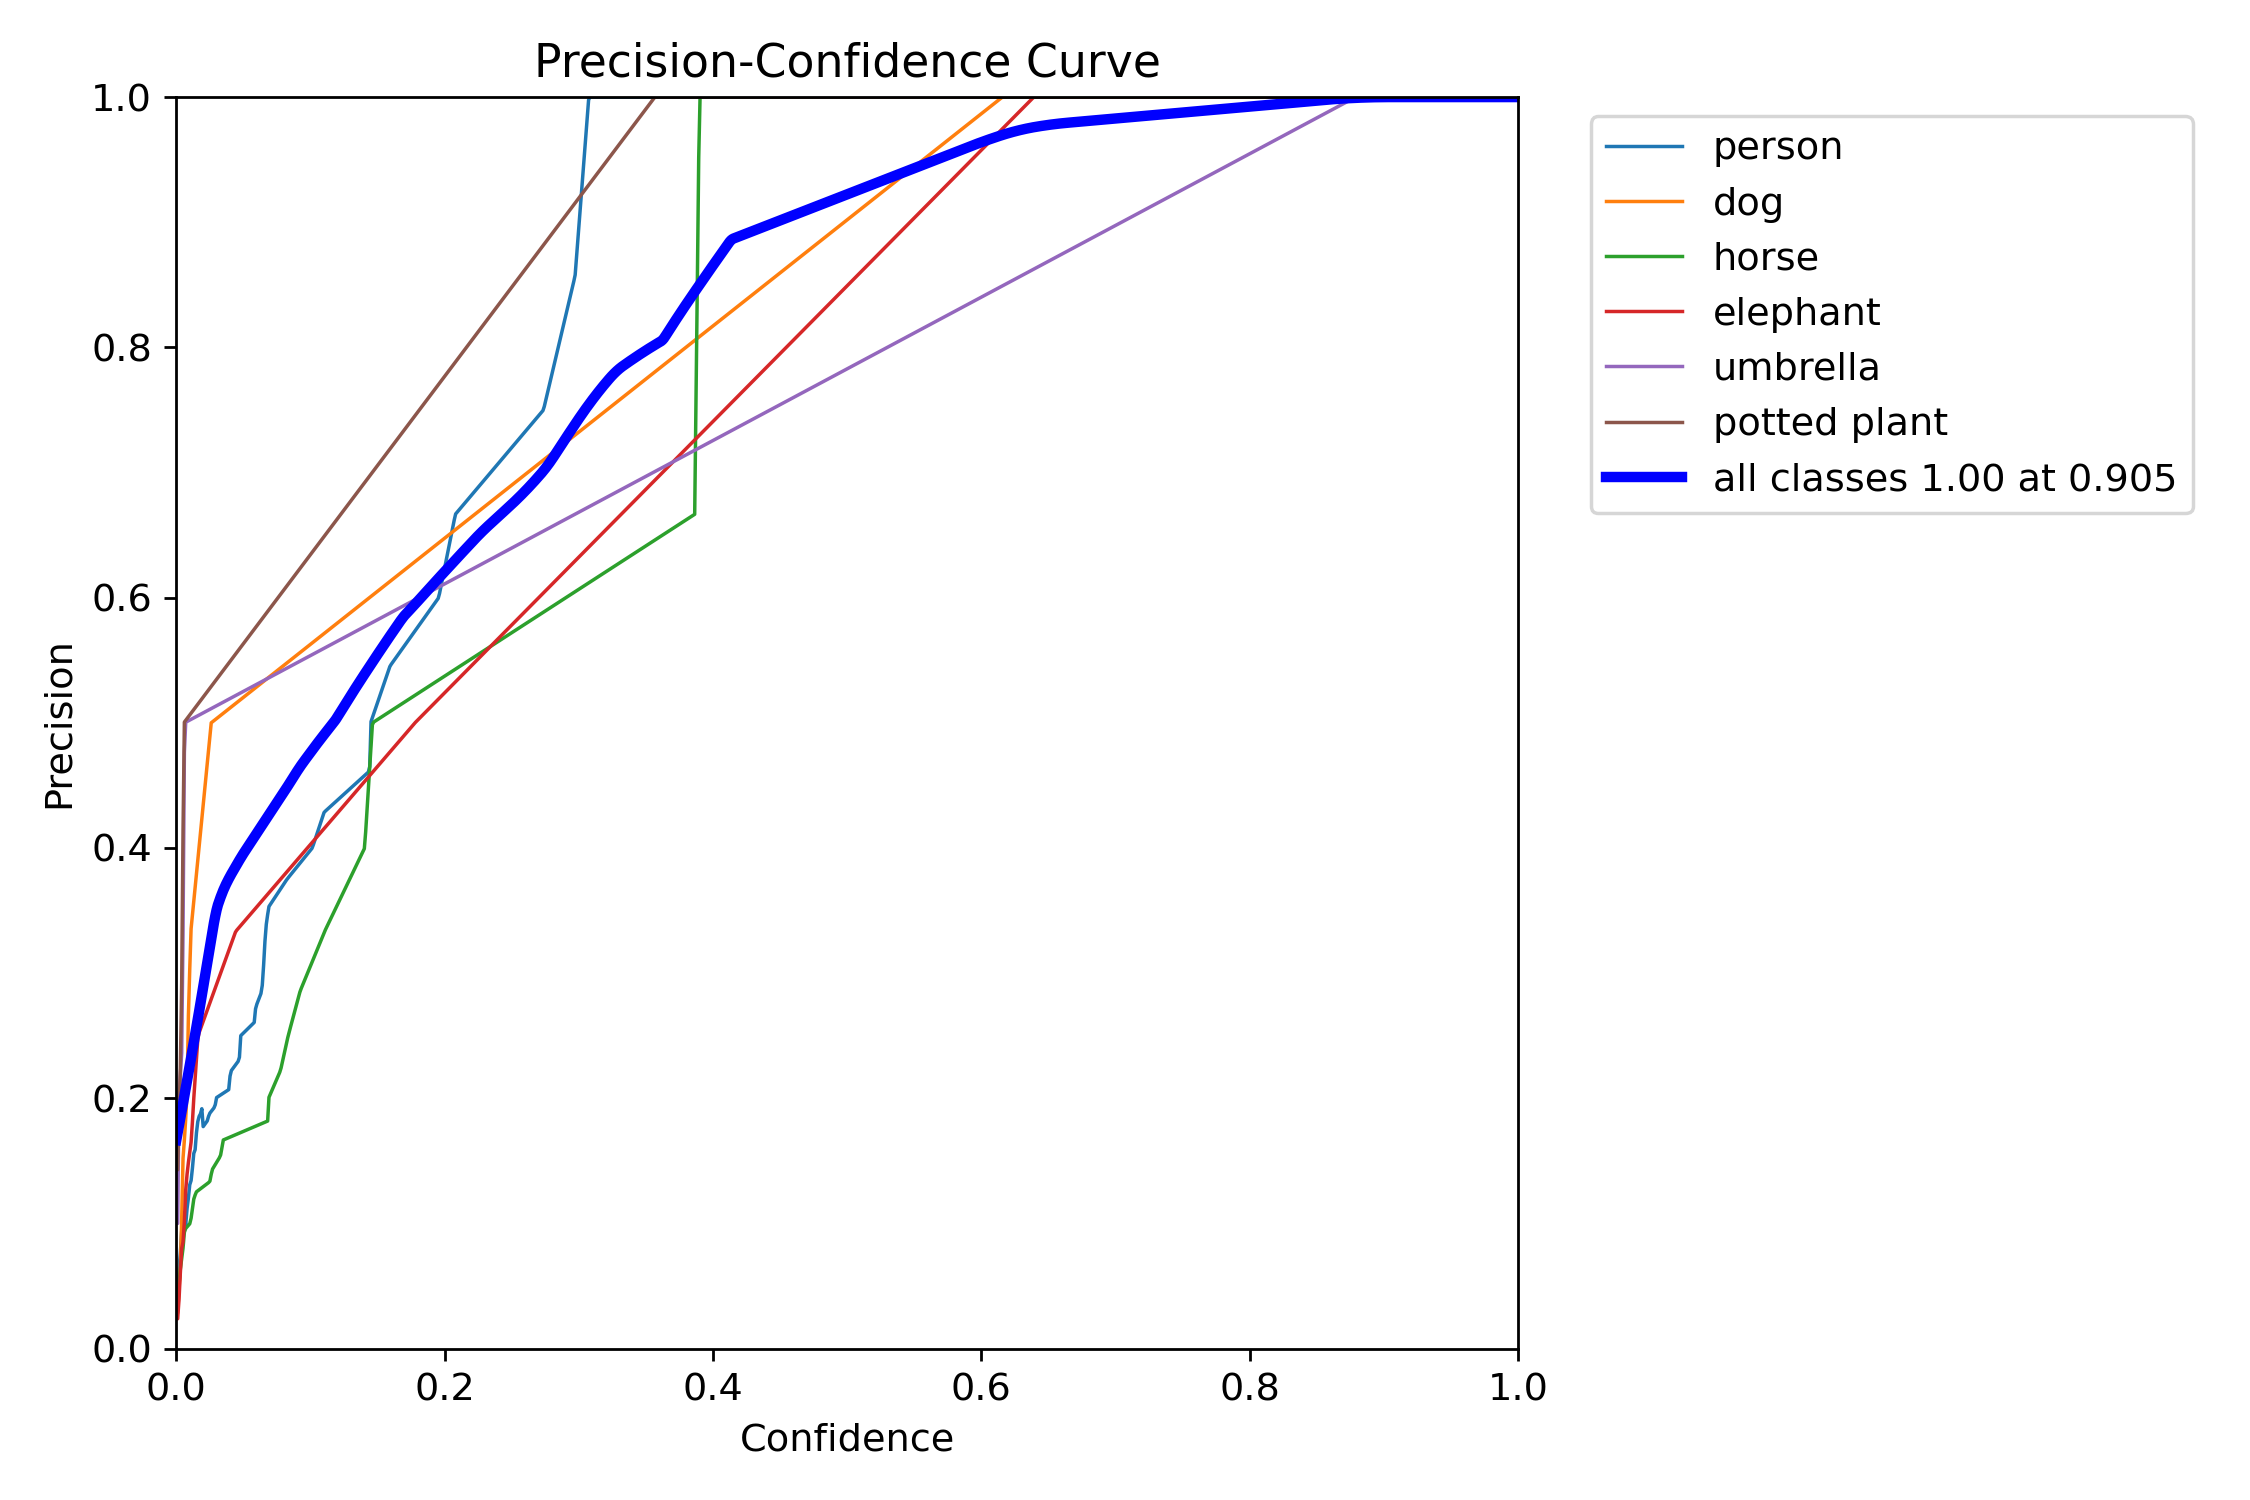 Precision-Confidence Curve
1.0
0.8
0.6
0.4
0.2
0.0
Precision
0.0 0.2 0.4 0.6 0.8 1.0
Confidence
person
dog
horse
elephant
umbrella
potted plant
all classes 1.00 at 0.905